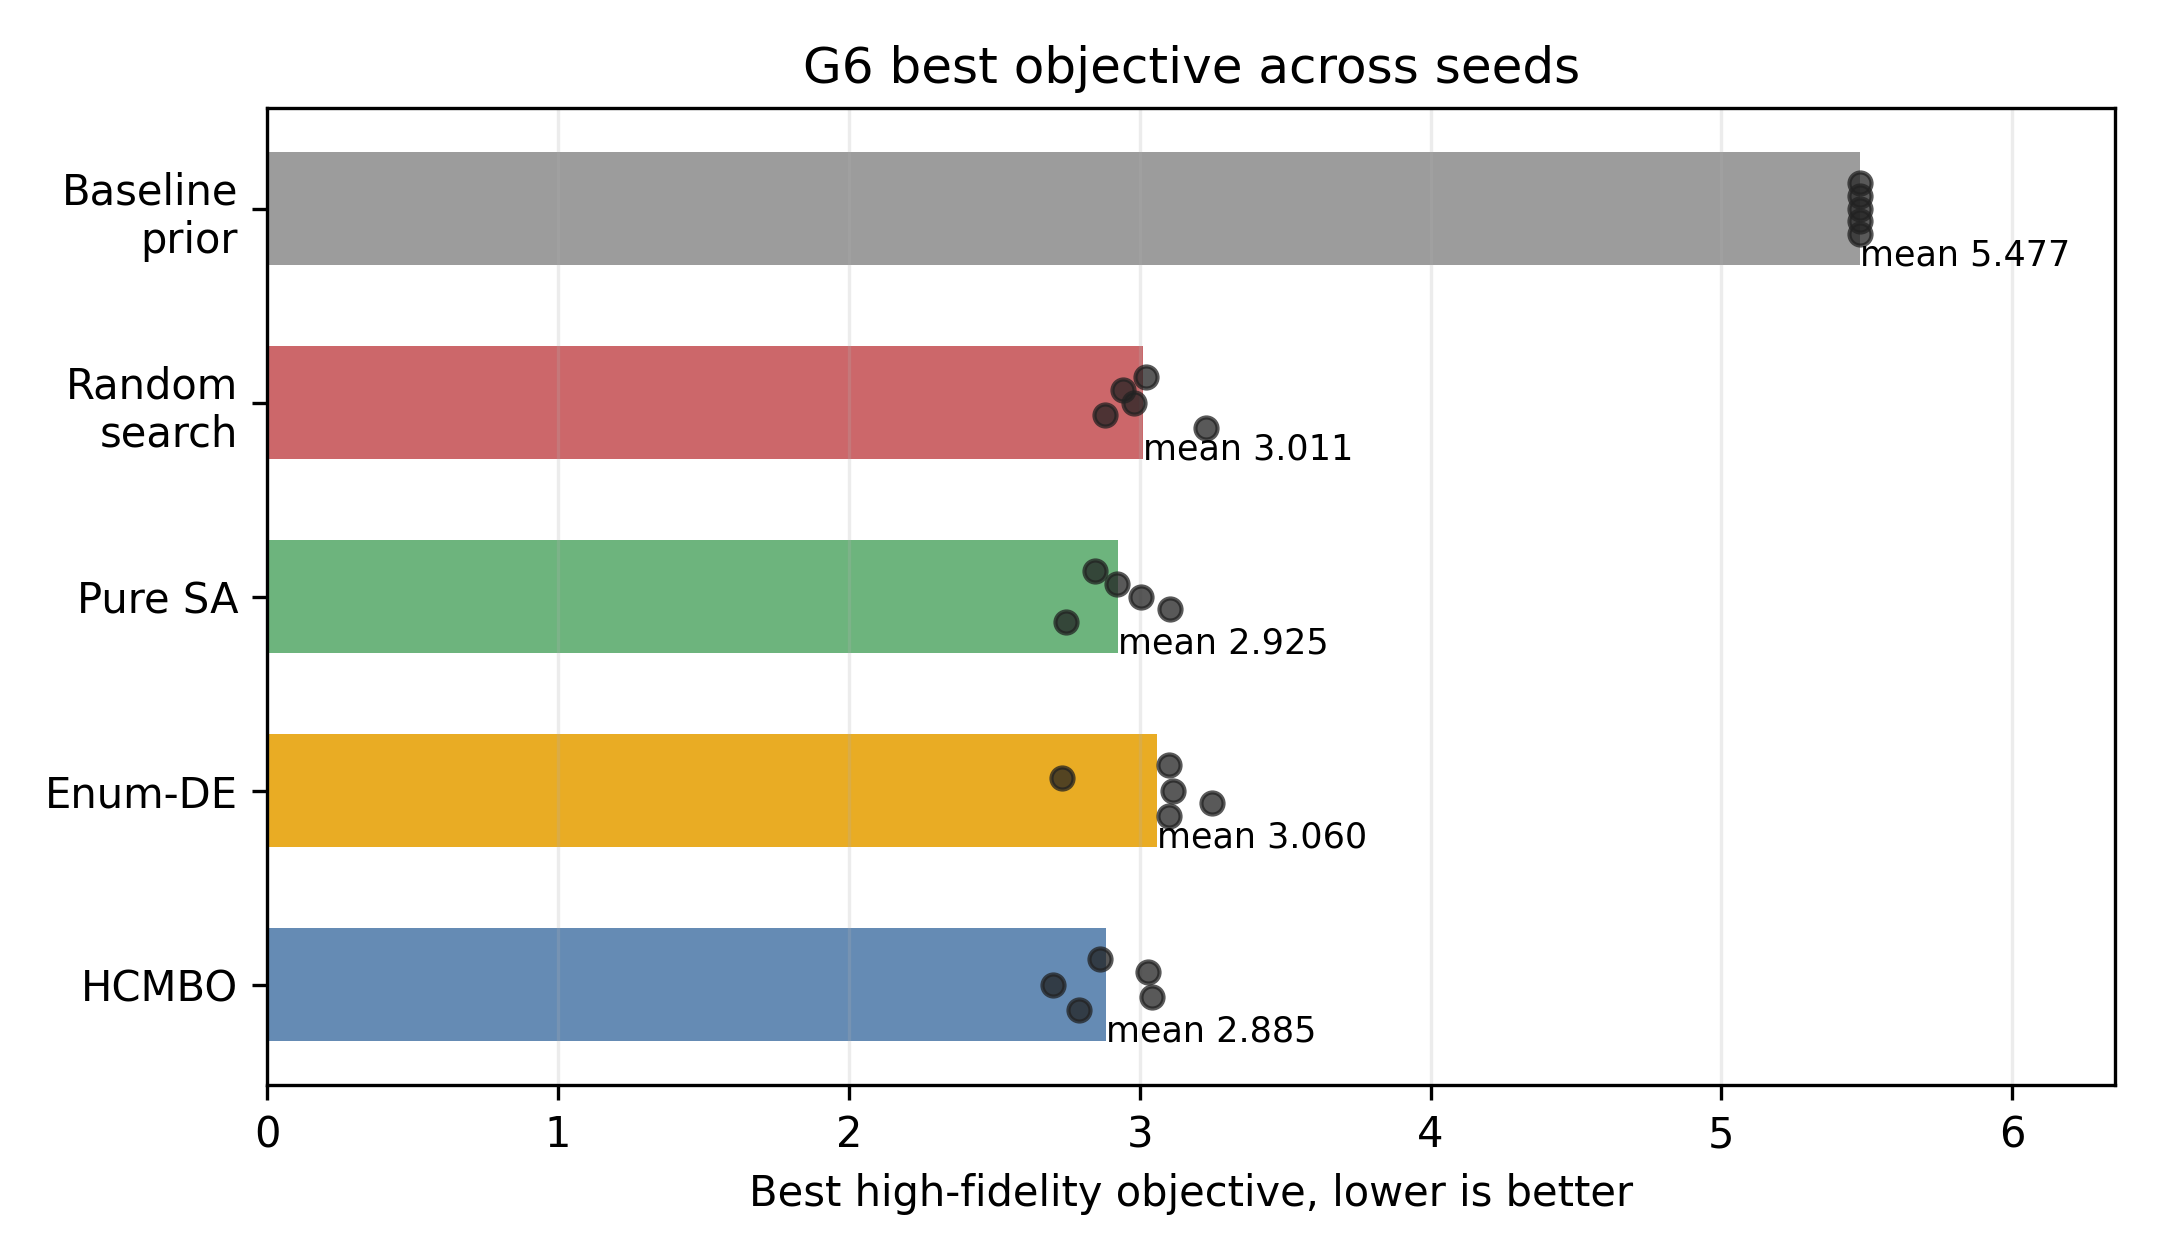 G6 best objective across seeds
Baseline
prior
mean 5.477
Random
search
mean 3.011
Pure SA
mean 2.925
Enum-DE
mean 3.060
HCMBO
mean 2.885
0 1 2 3 4 5 6
Best high-fidelity objective, lower is better